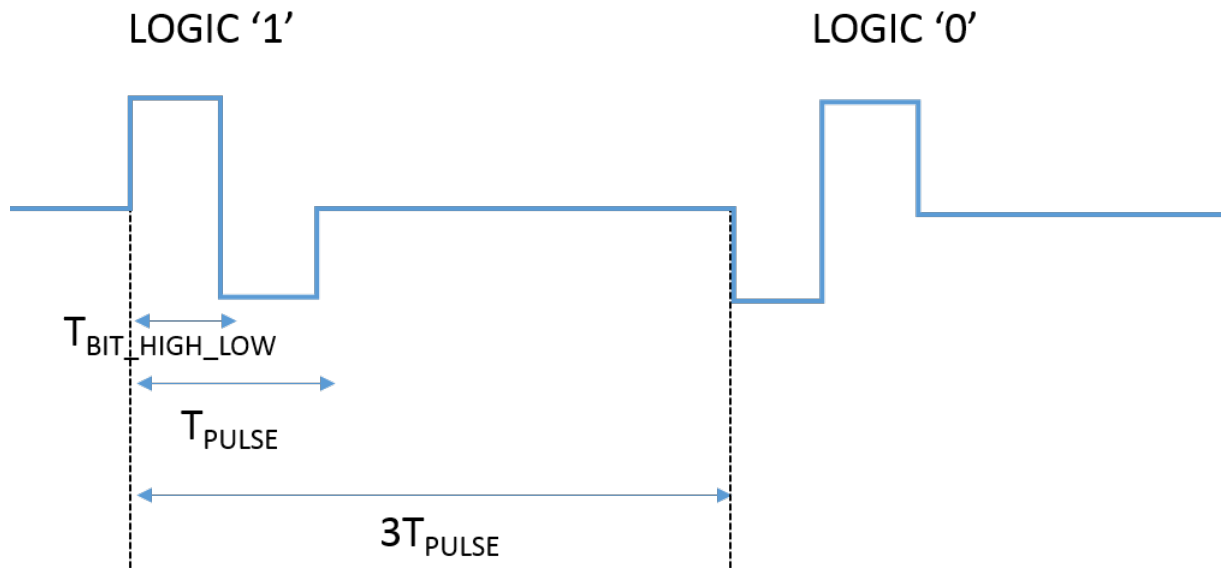 LOGIC ‘1’
LOGIC ‘0’
TBIT_HIGH_LOW
TPULSE
3TPULSE